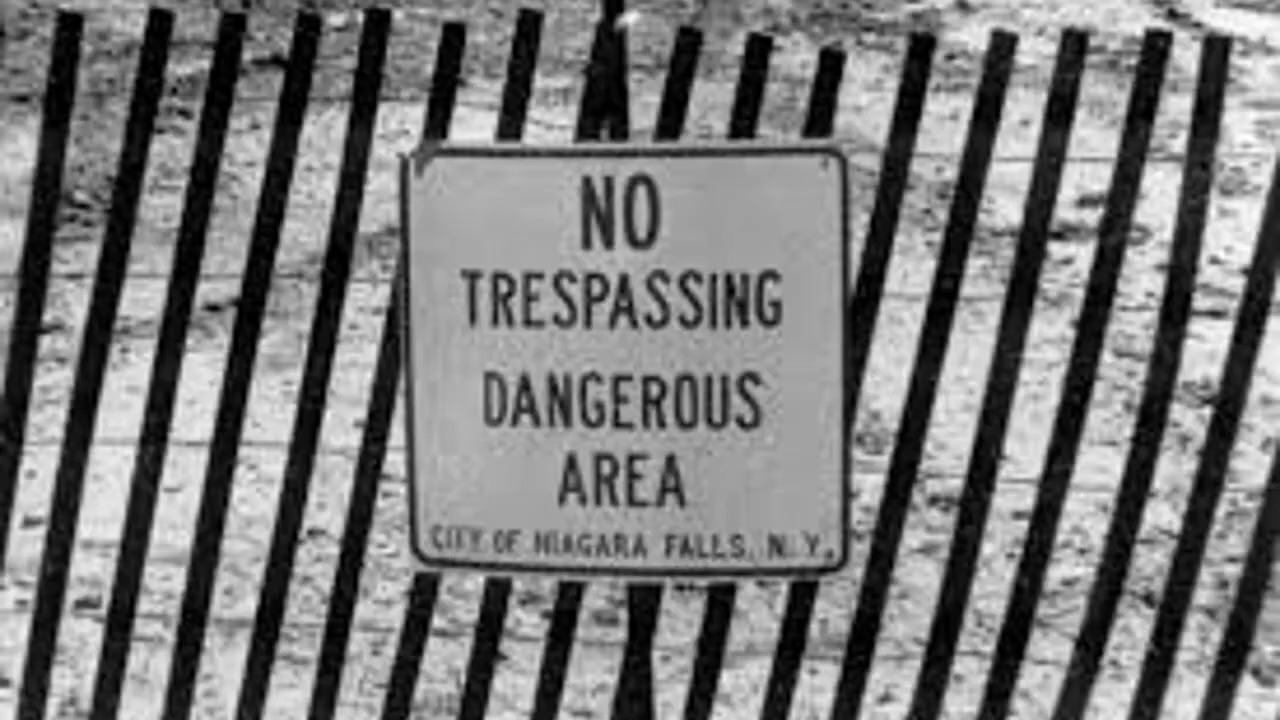 NO
TRESPASSING
DANGEROUS
AREA
CITY OF NIAGARA FALLS, N.Y.